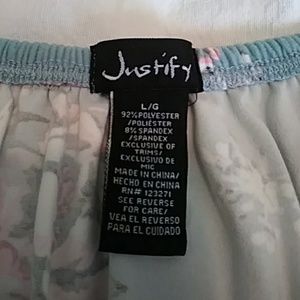 Justify
L/G
92% POLYESTER
/POLIÉSTER
8% SPANDEX
/SPANDEX
EXCLUSIVE OF
TRIMS/
EXCLUSIVO DE
MIC
MADE IN CHINA/
HECHO EN CHINA
RN# 123271
SEE REVERSE
FOR CARE/
VEA EL REVERSO
PARA EL CUIDADO